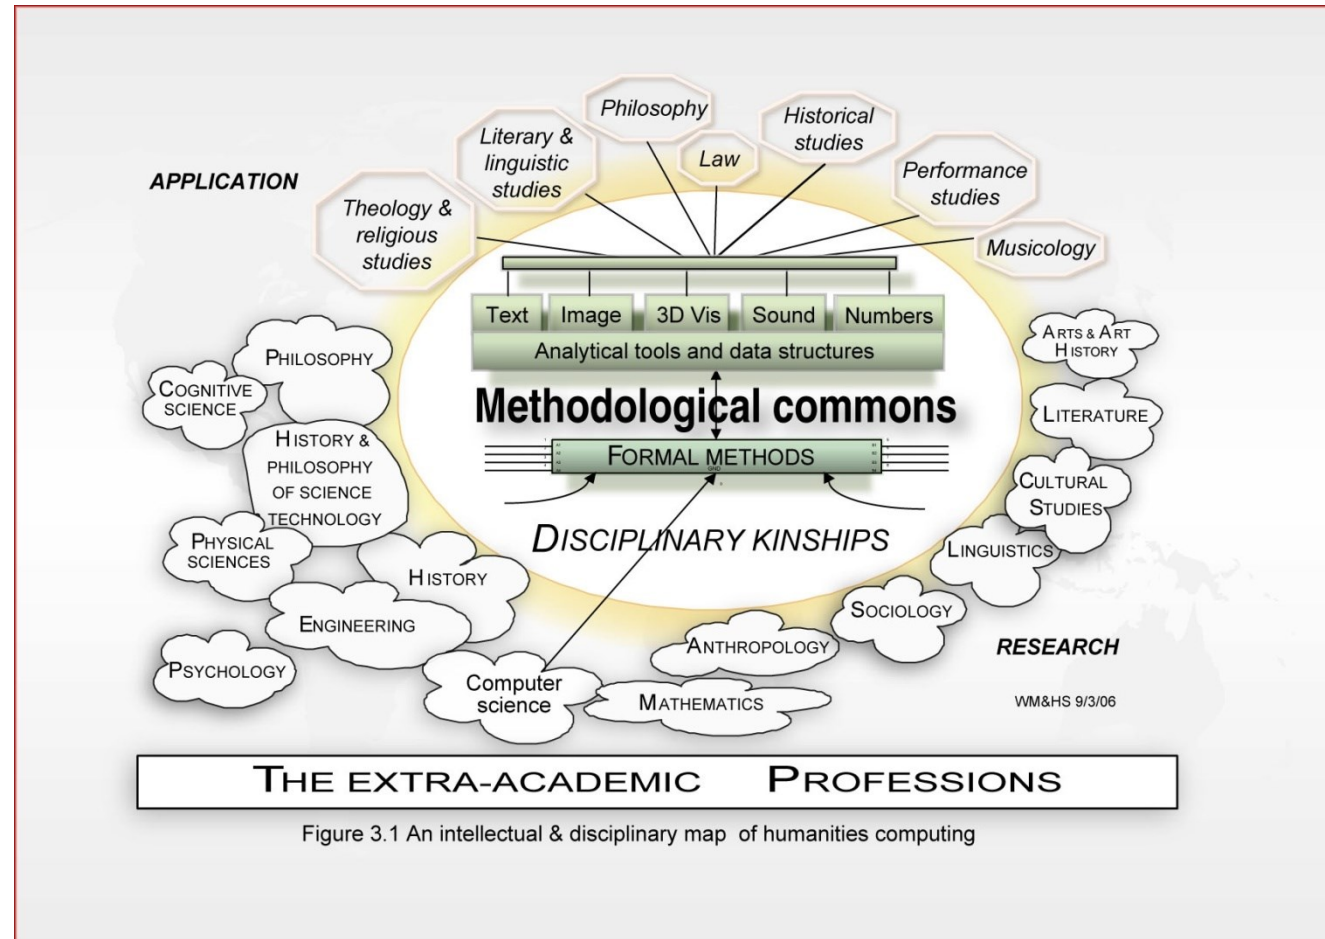 Philosophy
Historical
studies
Literary &
linguistic
studies
Law
Performance
studies
APPLICATION
Theology &
religious
studies
Musicology
Text
Image
3D Vis
Sound
Numbers
Analytical tools and data structures
Methodological commons
FORMAL METHODS
GND
DISCIPLINARY KINSHIPS
PHILOSOPHY
COGNITIVE
SCIENCE
HISTORY &
PHILOSOPHY
OF SCIENCE
TECHNOLOGY
PHYSICAL
SCIENCES
HISTORY
ENGINEERING
PSYCHOLOGY
Computer
science
MATHEMATICS
ANTHROPOLOGY
SOCIOLOGY
LINGUISTICS
CULTURAL
STUDIES
LITERATURE
ARTS & ART
HISTORY
RESEARCH
WM&HS 9/3/06
THE EXTRA-ACADEMIC PROFESSIONS
Figure 3.1 An intellectual & disciplinary map of humanities computing